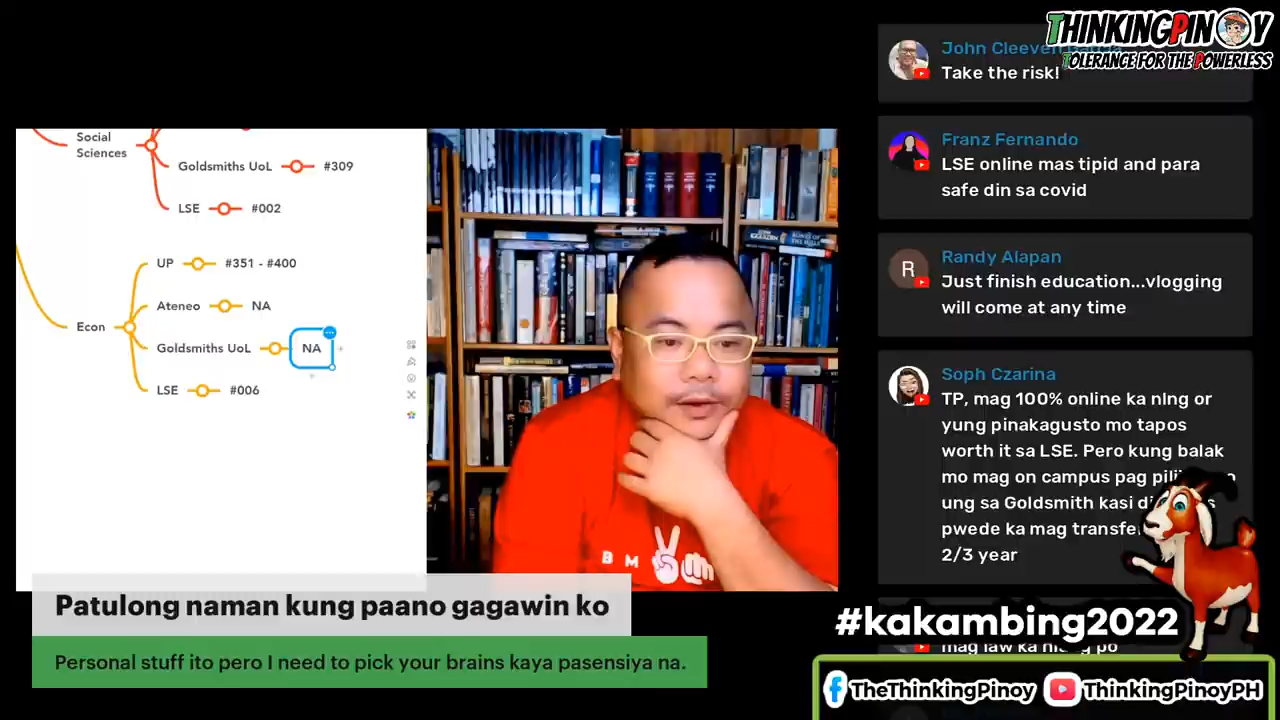 THINKINGPINOY
TOLERANCE FOR THE POWERLESS
John Cleeven
Take the risk!
Franz Fernando
LSE online mas tipid and para
safe din sa covid
R
Randy Alapan
Just finish education...vlogging
will come at any time
Soph Czarina
TP, mag 100% online ka nlng or
yung pinakagusto mo tapos
worth it sa LSE. Pero kung balak
mo mag on campus pag
ung sa Goldsmith kasi
pwede ka mag
2/3 year
mag law ka po
Social
Sciences
Goldsmiths UoL
#309
LSE
#002
Econ
UP
#351 - #400
Ateneo
NA
Goldsmiths UoL
NA
LSE
#006
B M
Patulong naman kung paano gagawin ko
Personal stuff ito pero I need to pick your brains kaya pasensiya na.
#kakambing2022
TheThinkingPinoy
ThinkingPinoyPH